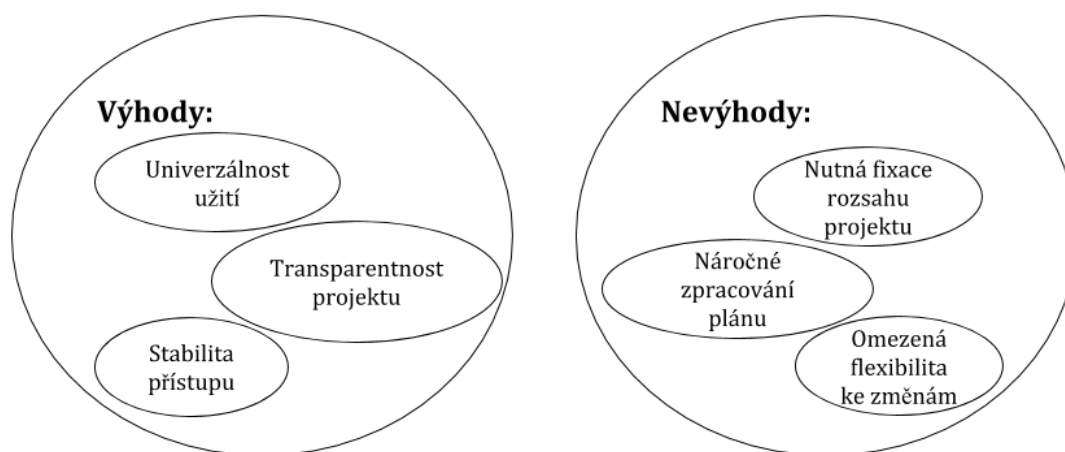 Výhody:
Univerzálnost
užití
Transparentnost
projektu
Stabilita
přístupu
Nevýhody:
Nutná fixace
rozsahu
projektu
Náročné
zpracování
plánu
Omezená
flexibilita
ke změnám